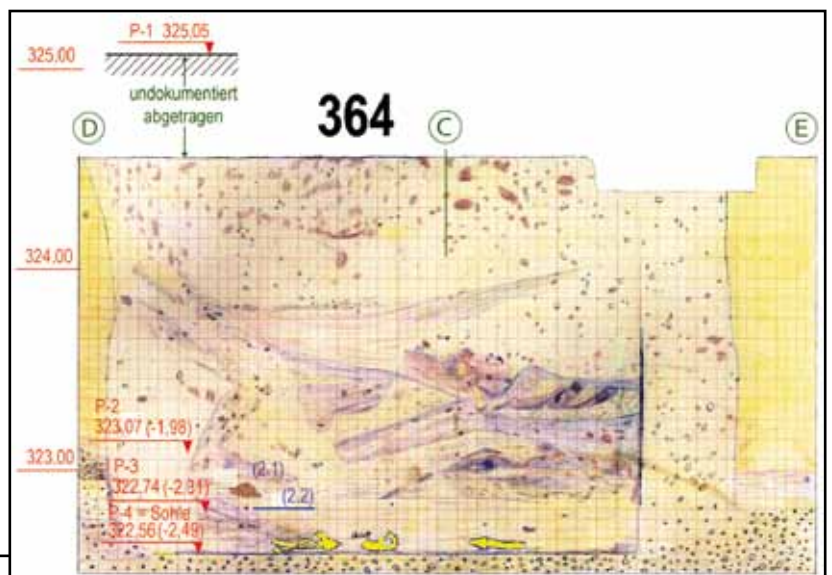 P-1 325,05
325,00
undokumentiert
abgetragen
364
D
C
E
324,00
P-2
323,07 (-1,98)
323.00
(2,1)
P-3
322,74 (-2,31)
(2,2)
P-4 = Sohle
322,56 (-2,49)